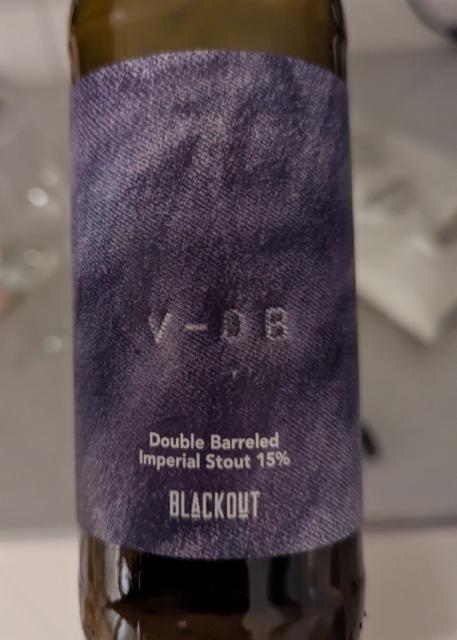 V-DB
Double Barreled
Imperial Stout 15%
BLACKOUT